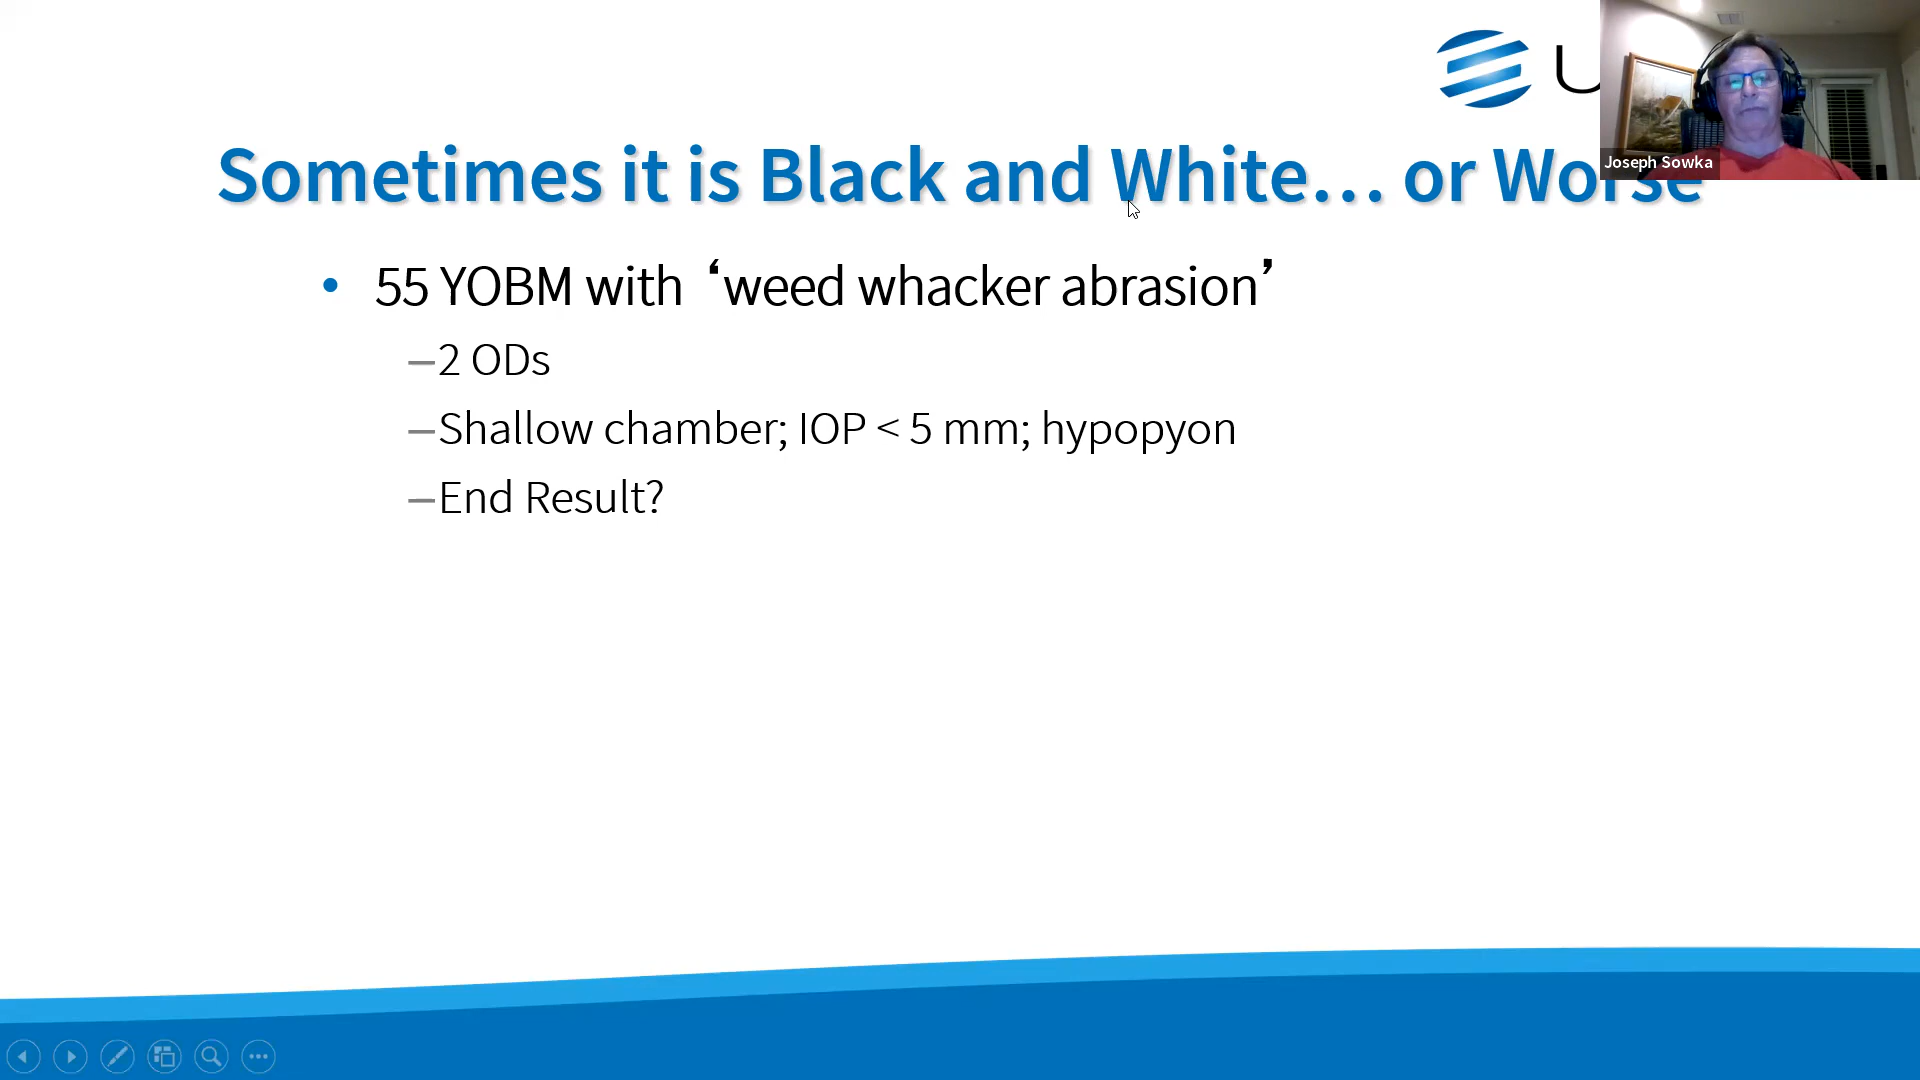 U
Joseph Sowka
Sometimes it is Black and White... or Worse
• 55 YOBM with ‘weed whacker abrasion’
–2 ODs
–Shallow chamber; IOP < 5 mm; hypopyon
–End Result?